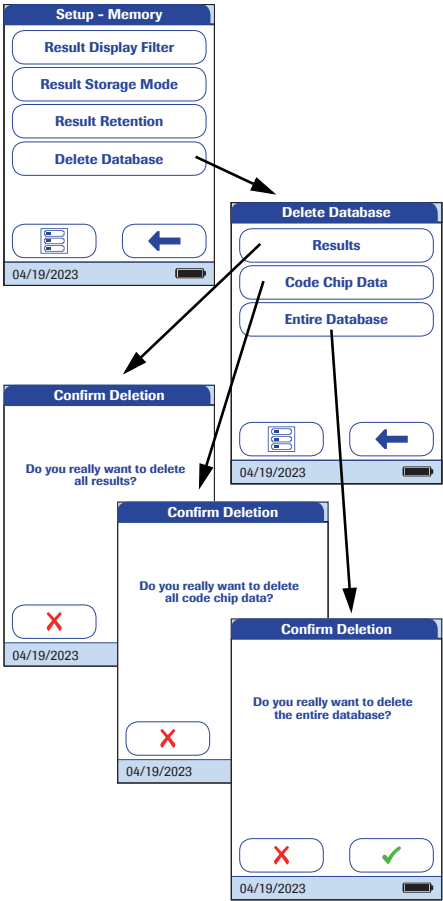 Setup - Memory
Result Display Filter
Result Storage Mode
Result Retention
Delete Database
04/19/2023
Delete Database
Results
Code Chip Data
Entire Database
04/19/2023
Confirm Deletion
Do you really want to delete
all results?
04/19/2023
Confirm Deletion
Do you really want to delete
all code chip data?
04/19/2023
Confirm Deletion
Do you really want to delete
the entire database?
04/19/2023